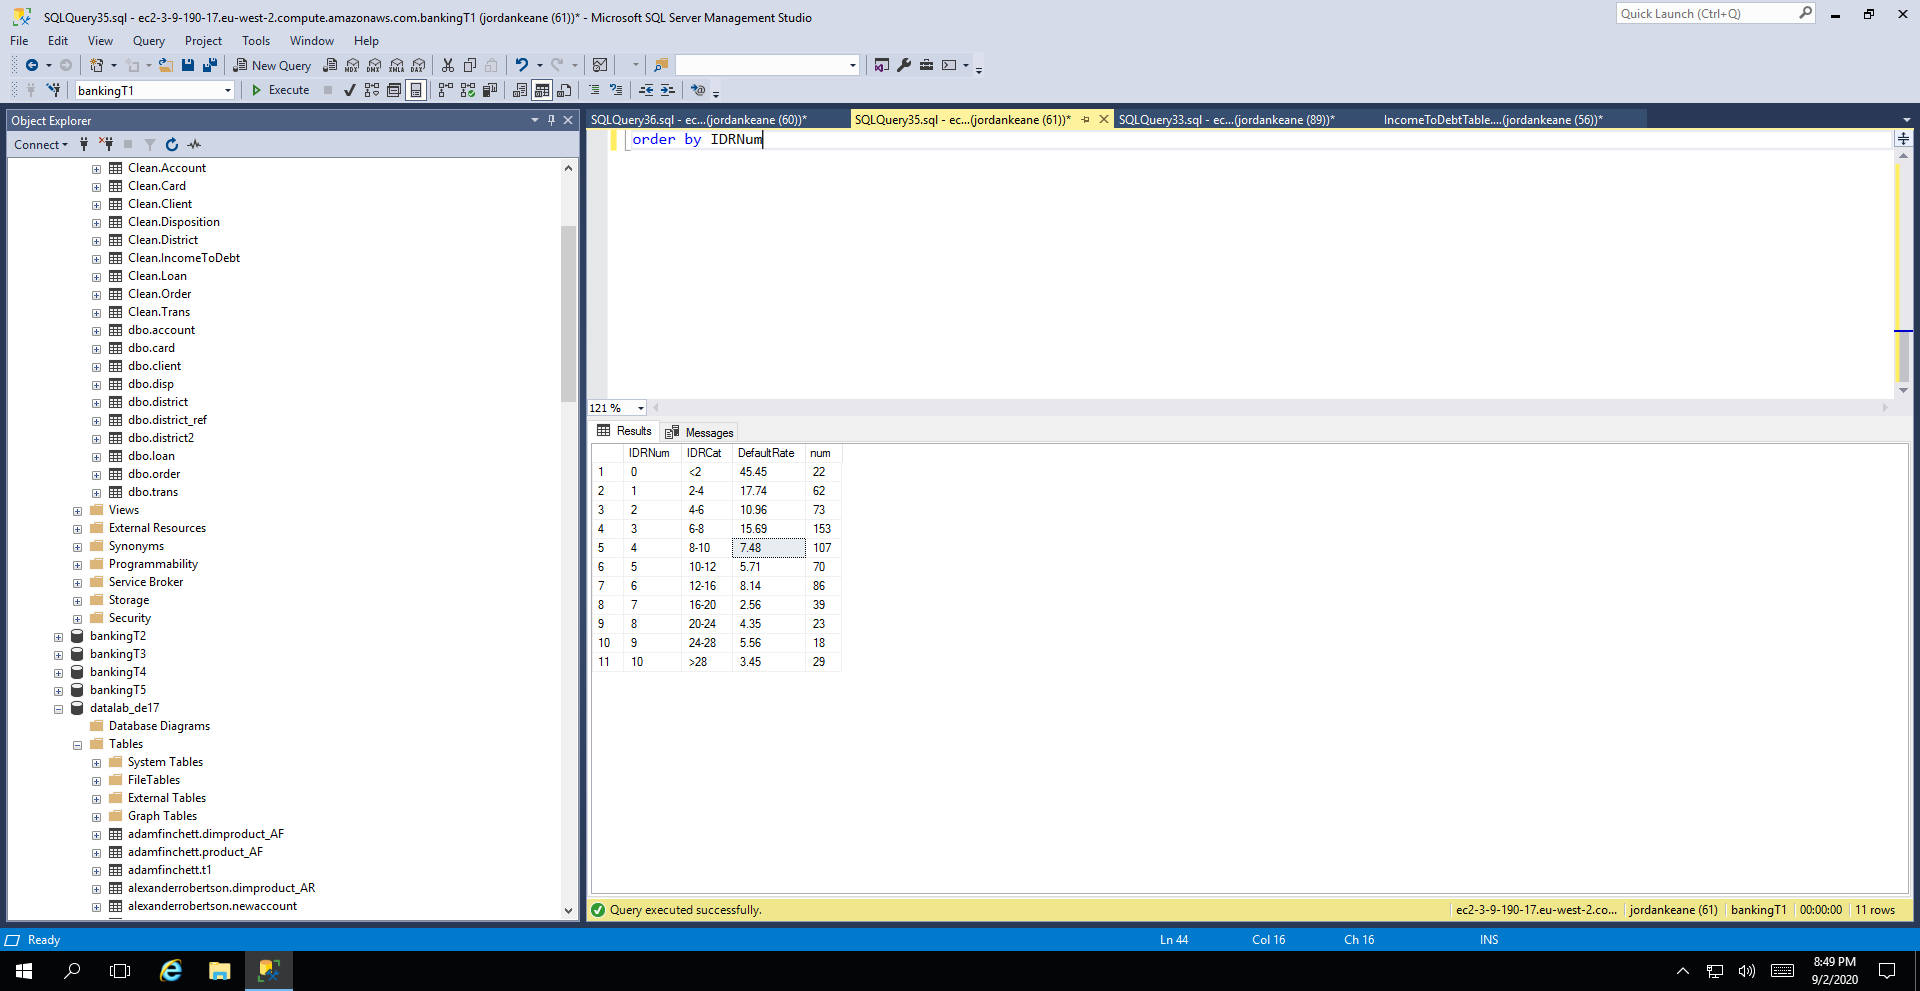 SQLQuery35.sql - ec2-3-9-190-17.eu-west-2.compute.amazonaws.com.bankingT1 (jordankeane (61))* - Microsoft SQL Server Management Studio
Quick Launch (Ctrl+Q)
File Edit View Query Project Tools Window Help
New Query
MDX DMX XMLA DAX
bankingT1
Execute
Object Explorer
Connect
Clean.Account
Clean.Card
Clean.Client
Clean.Disposition
Clean.District
Clean.IncomeToDebt
Clean.Loan
Clean.Order
Clean.Trans
dbo.account
dbo.card
dbo.client
dbo.disp
dbo.district
dbo.district_ref
dbo.district2
dbo.loan
dbo.order
dbo.trans
Views
External Resources
Synonyms
Programmability
Service Broker
Storage
Security
bankingT2
bankingT3
bankingT4
bankingT5
datalab_de17
Database Diagrams
Tables
System Tables
FileTables
External Tables
Graph Tables
adamfinchett.dimproduct_AF
adamfinchett.product_AF
adamfinchett.t1
alexanderrobertson.dimproduct_AR
alexanderrobertson.newaccount
SQLQuery36.sql - ec...(jordankeane (60))*
SQLQuery35.sql - ec...(jordankeane (61))*
SQLQuery33.sql - ec...(jordankeane (89))*
IncomeToDebtTable....(jordankeane (56))*
order by IDRNum
121 %
Results Messages
IDRNum IDRCat DefaultRate num
1 0 <2 45.45 22
2 1 2-4 17.74 62
3 2 4-6 10.96 73
4 3 6-8 15.69 153
5 4 8-10 7.48 107
6 5 10-12 5.71 70
7 6 12-16 8.14 86
8 7 16-20 2.56 39
9 8 20-24 4.35 23
10 9 24-28 5.56 18
11 10 >28 3.45 29
Query executed successfully.
ec2-3-9-190-17.eu-west-2.co... jordankeane (61) bankingT1 00:00:00 11 rows
Ready
Ln 44 Col 16 Ch 16 INS
8:49 PM
9/2/2020